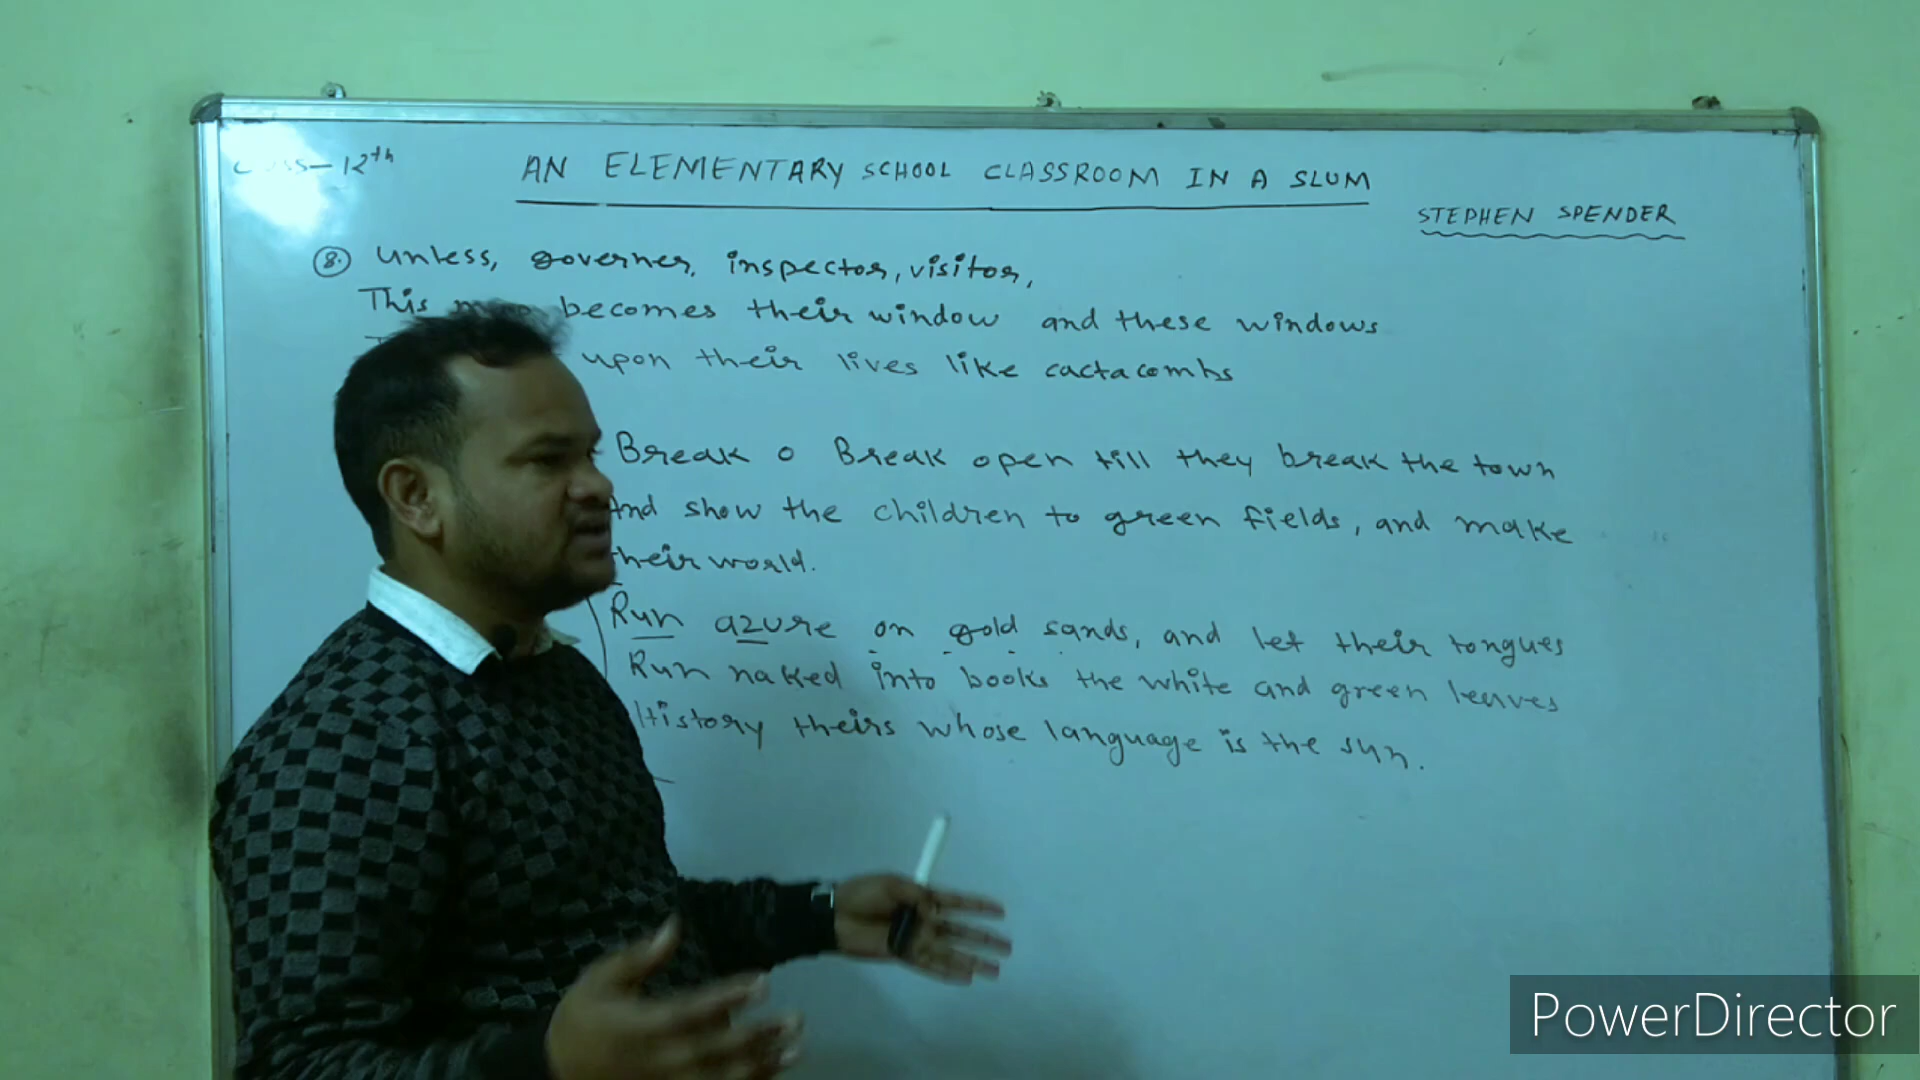 Class-12th
AN ELEMENTARY SCHOOL CLASSROOM IN A SLUM
STEPHEN SPENDER
8. Unless, governer, inspector, visitor,
This map becomes their window and these windows
upon their lives like cactacombs
Break o Break open till they break the town
And show the children to green fields, and make
their world.
Run azure on gold sands, and let their tongues
Run naked into books the white and green leaves
History theirs whose language is the sun.
PowerDirector